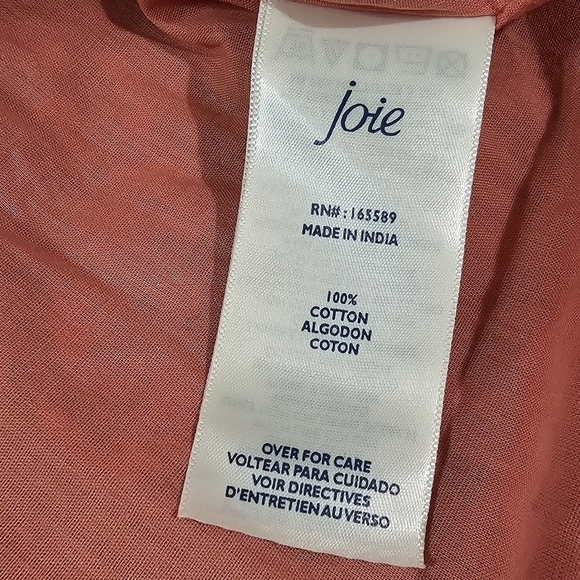 joie
RN# : 165589
MADE IN INDIA
100%
COTTON
ALGODON
COTON
OVER FOR CARE
VOLTEAR PARA CUIDADO
VOIR DIRECTIVES
D'ENTRETIEN AU VERSO